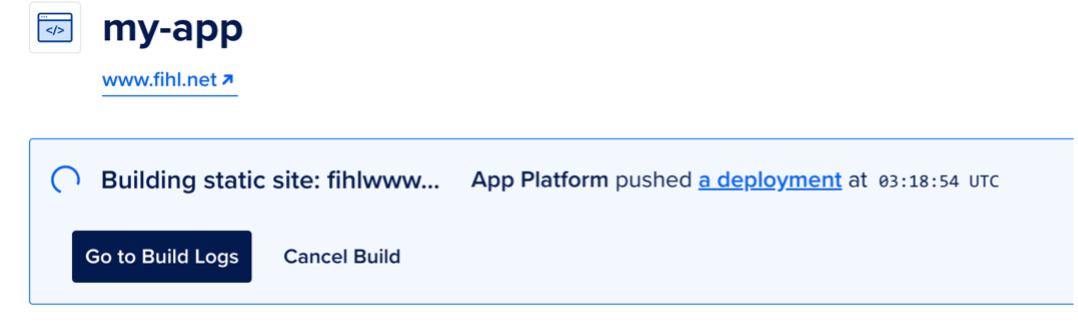 </>
my-app
www.fihl.net
Building static site: fihlwww... App Platform pushed a deployment at 03:18:54 UTC
Go to Build Logs Cancel Build